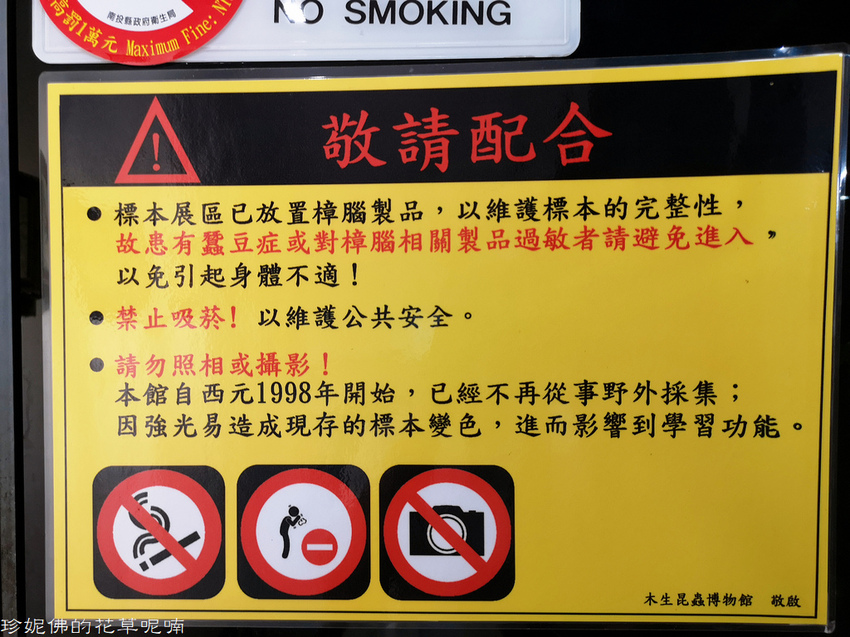 NO SMOKING
南投縣政府衛生局
高罰1萬元 Maximum Fine: NT
敬請配合
● 標本展區已放置樟腦製品，以維護標本的完整性，
故患有蠶豆症或對樟腦相關製品過敏者請避免進入，
以免引起身體不適！
● 禁止吸菸! 以維護公共安全。
● 請勿照相或攝影！
本館自西元1998年開始，已經不再從事野外採集；
因強光易造成現存的標本變色，進而影響到學習功能。
木生昆蟲博物館 敬啟
珍妮佛的花草呢喃